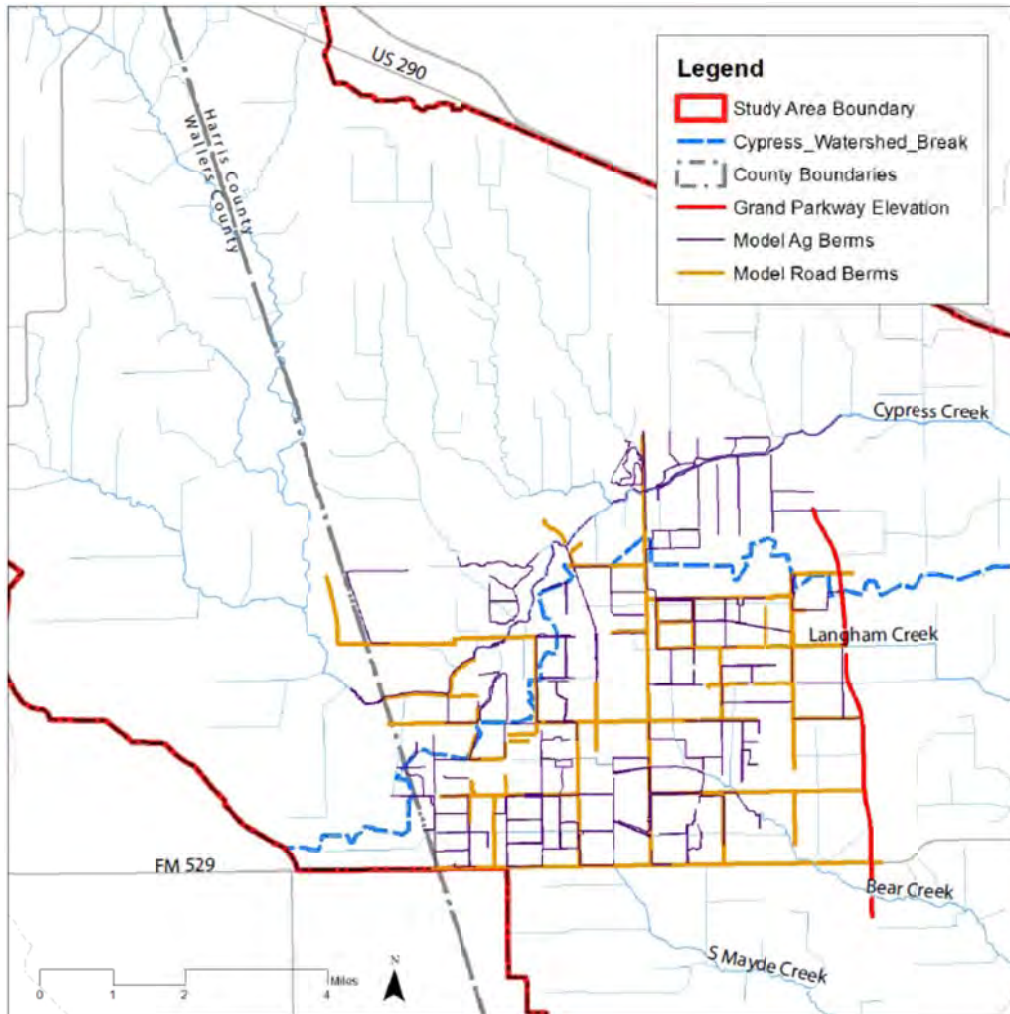 US 290
Legend
Study Area Boundary
Cypress_Watershed_Break
County Boundaries
Grand Parkway Elevation
Model Ag Berms
Model Road Berms
Harris County
Wallers County
Cypress Creek
Langham Creek
FM 529
Bear Creek
S Mayde Creek
N
Miles
0 1 2 4